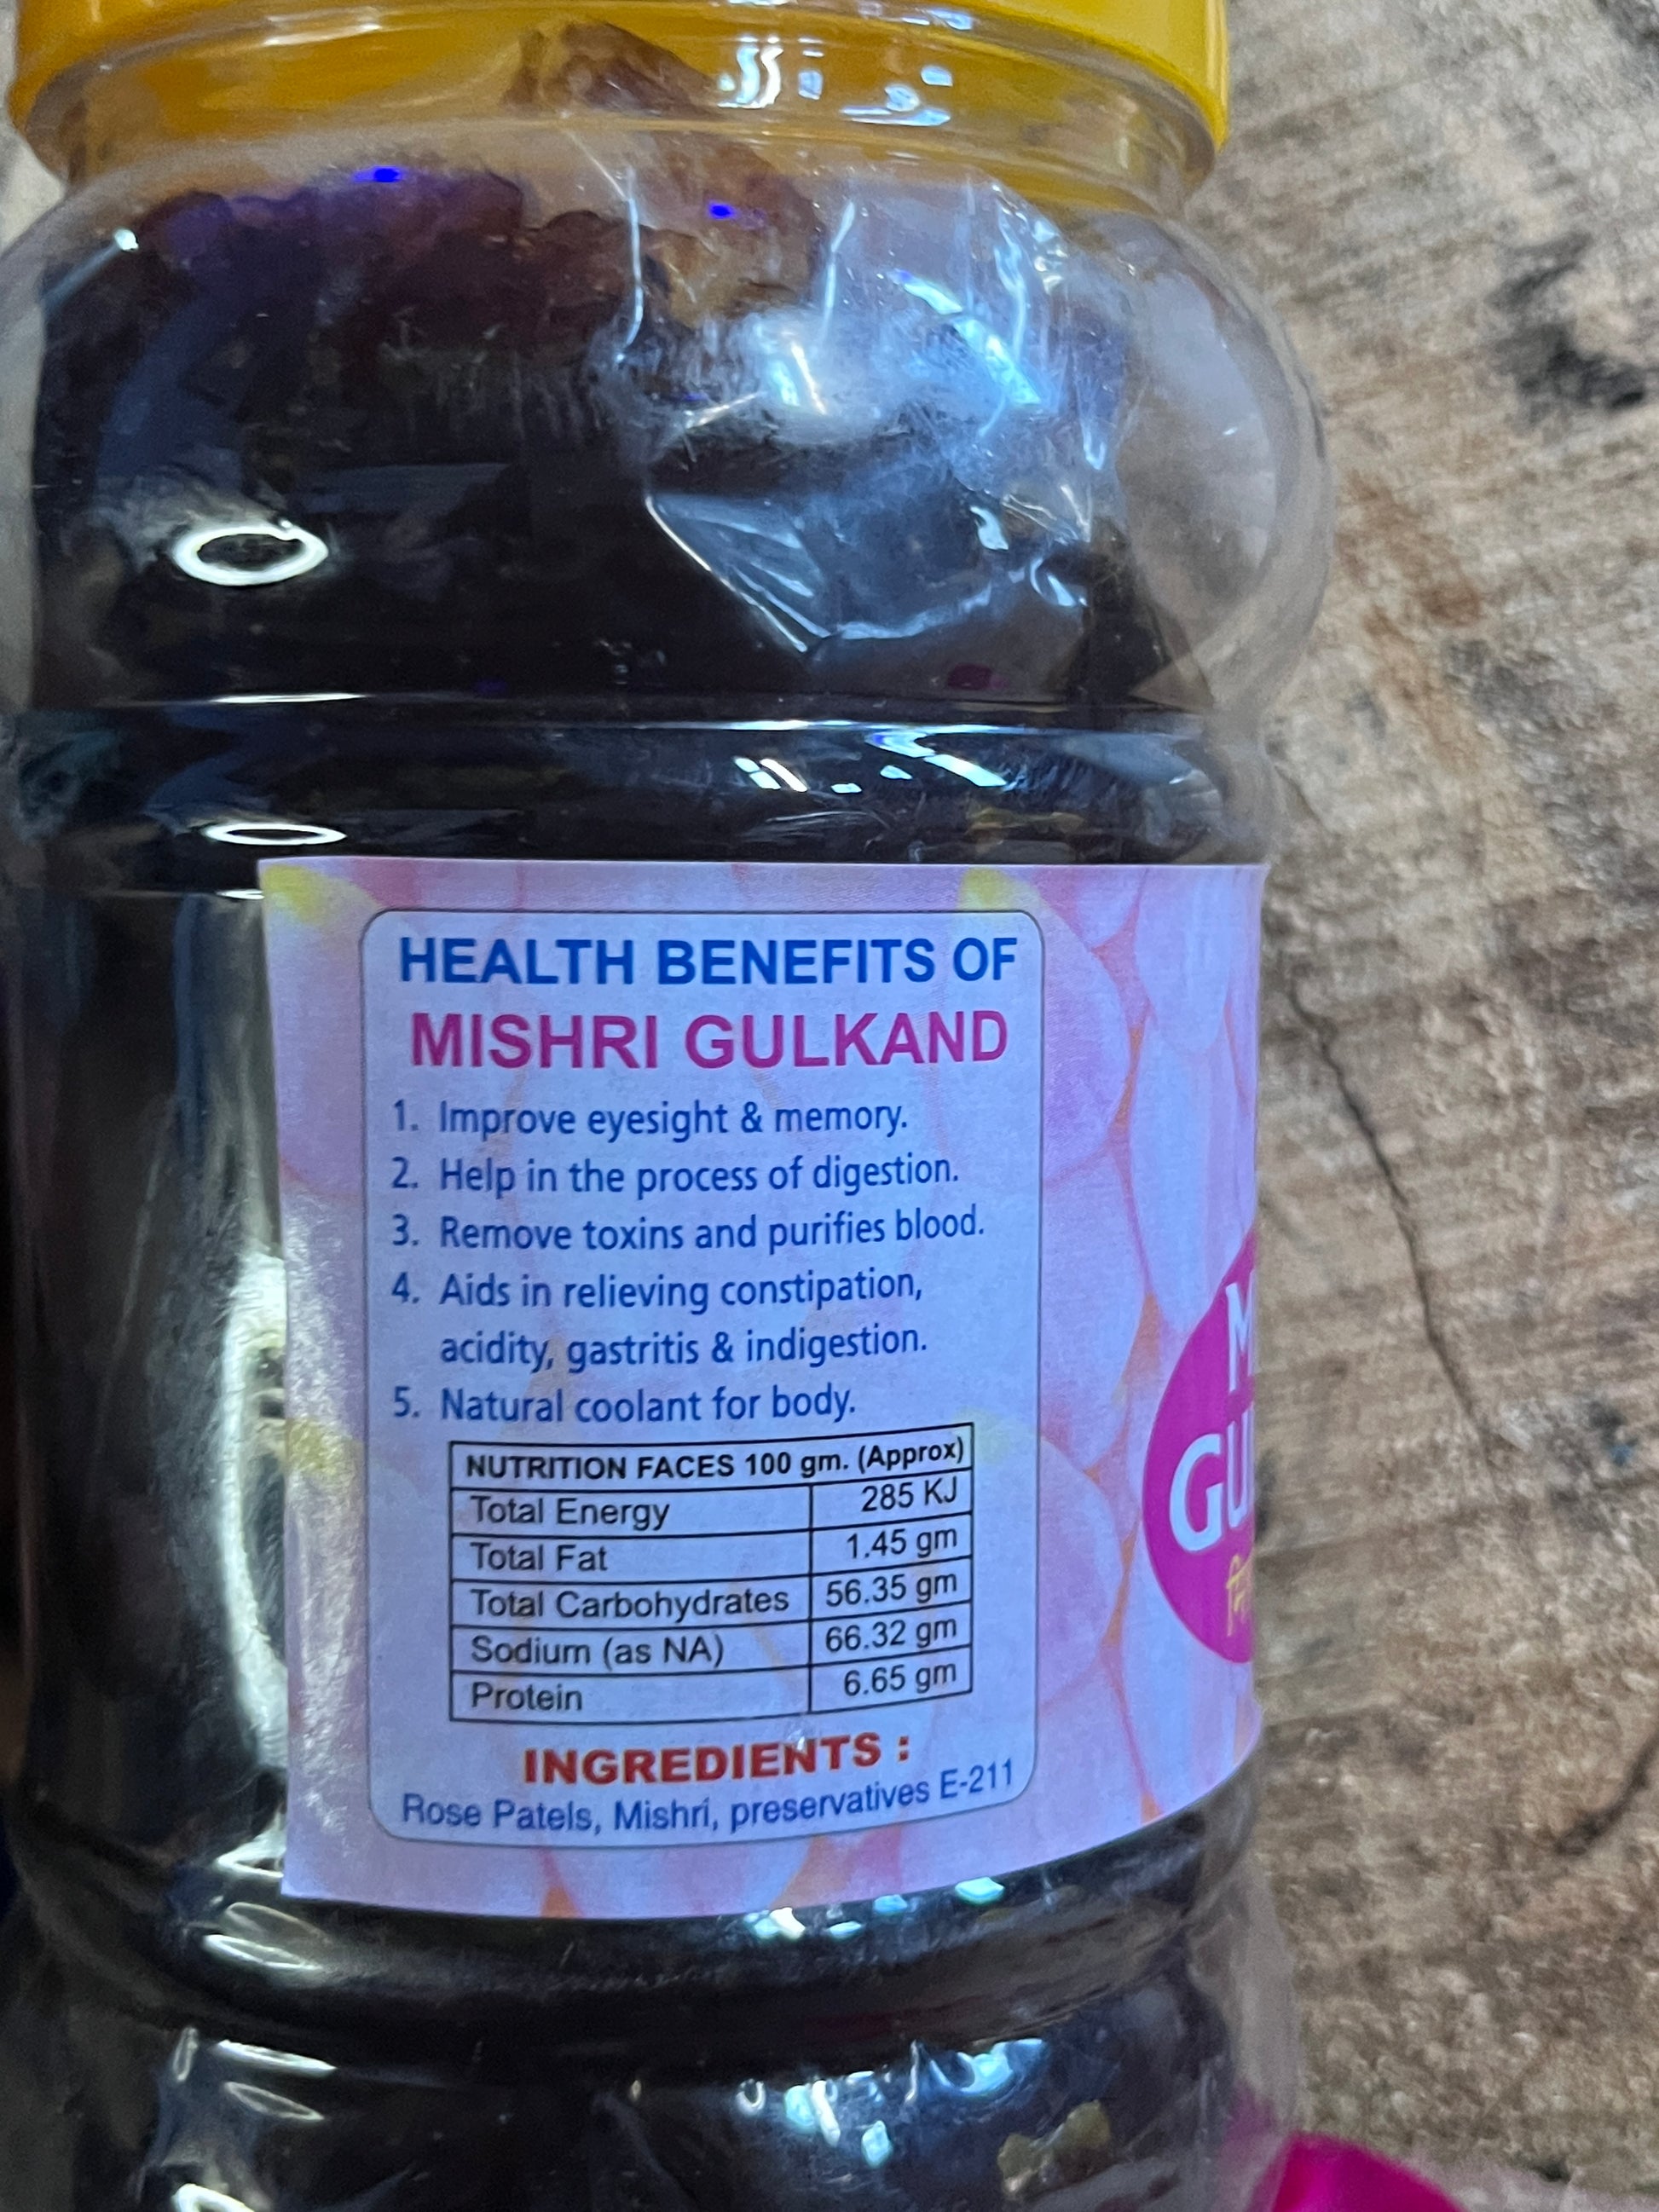 HEALTH BENEFITS OF
MISHRI GULKAND
1. Improve eyesight & memory.
2. Help in the process of digestion.
3. Remove toxins and purifies blood.
4. Aids in relieving constipation,
acidity, gastritis & indigestion.
5. Natural coolant for body.
NUTRITION FACES 100 gm. (Approx)
Total Energy 285 KJ
Total Fat 1.45 gm
Total Carbohydrates 56.35 gm
Sodium (as NA) 66.32 gm
Protein 6.65 gm
INGREDIENTS :
Rose Patels, Mishri, preservatives E-211
M
GU